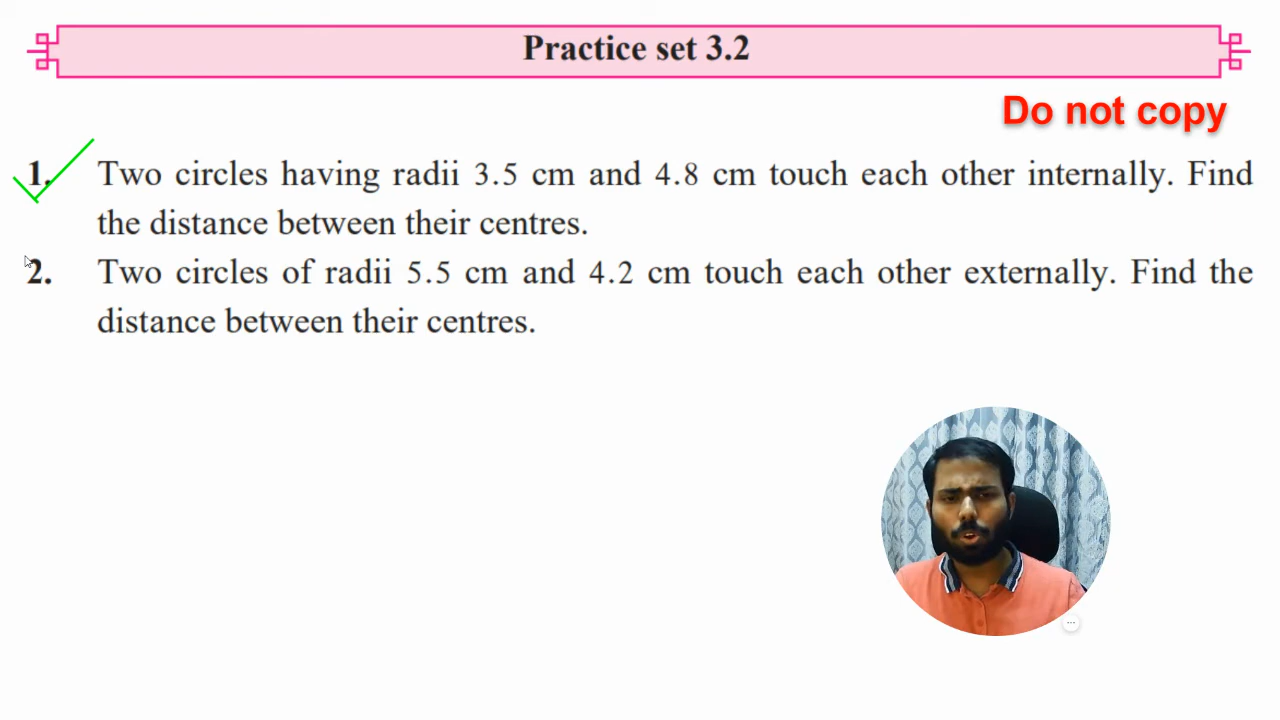 Practice set 3.2
Do not copy
1. Two circles having radii 3.5 cm and 4.8 cm touch each other internally. Find
the distance between their centres.
2. Two circles of radii 5.5 cm and 4.2 cm touch each other externally. Find the
distance between their centres.